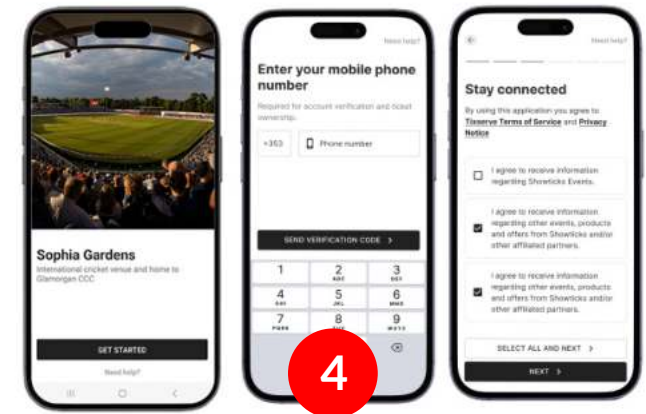 Sophia Gardens
International cricket venue and home to
Glamorgan CCC
GET STARTED
Need help?
Need help?
Enter your mobile phone
number
Required for account verification and ticket
ownership.
+353
Phone number
SEND VERIFICATION CODE >
1
2
ABC
3
DEF
4
GHI
5
JKL
6
MNO
7
PQRS
8
TUV
9
WXYZ
4
Need help?
Stay connected
By using this application you agree to
Tixserve Terms of Service and Privacy
Notice
I agree to receive information
regarding Showticks Events.
I agree to receive information
regarding other events, products
and offers from Showticks and/or
other affiliated partners.
I agree to receive information
regarding other events, products
and offers from Showticks and/or
other affiliated partners.
SELECT ALL AND NEXT >
NEXT >